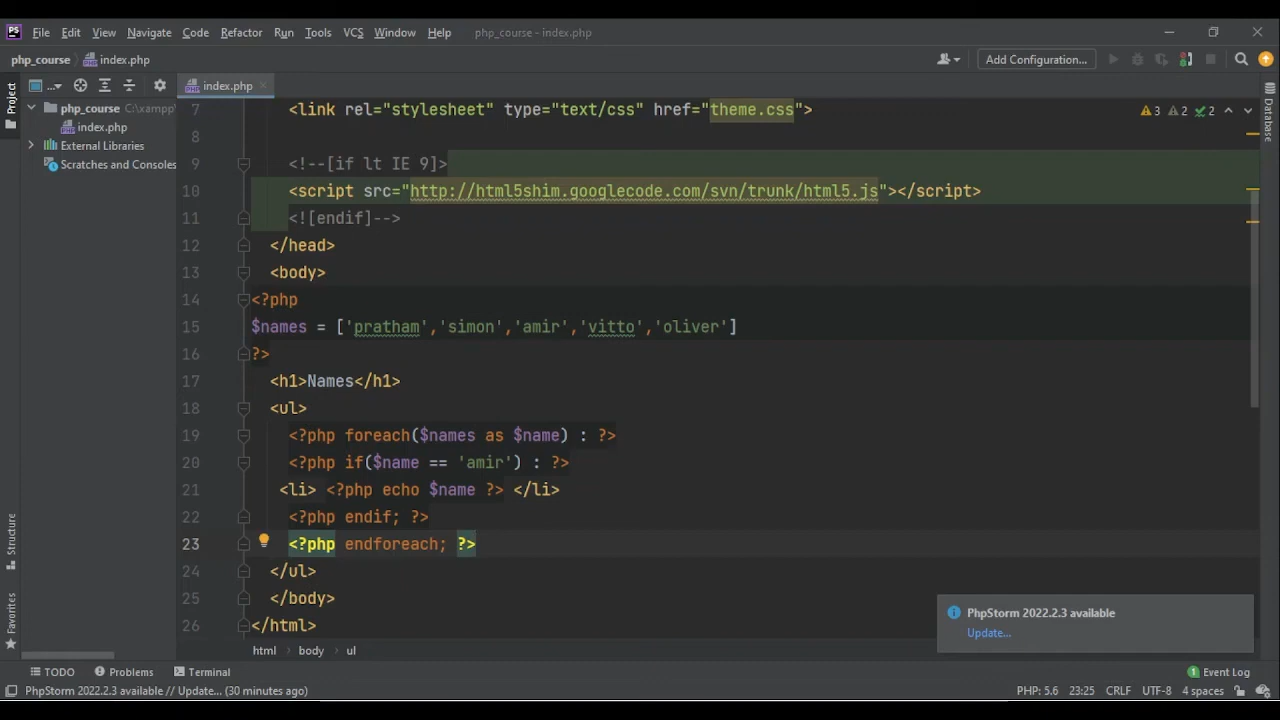 PS File Edit View Navigate Code Refactor Run Tools VCS Window Help php_course - index.php
php_course index.php Add Configuration...
Project ... index.php Database
php_course C:\xampp\
index.php
External Libraries
Scratches and Consoles
3 2 2
7 <link rel="stylesheet" type="text/css" href="theme.css">
8
9 <!--[if lt IE 9]>
10 <script src="http://html5shim.googlecode.com/svn/trunk/html5.js"></script>
11 <![endif]-->
12 </head>
13 <body>
14 <?php
15 $names = ['pratham','simon','amir','vitto','oliver']
16 ?>
17 <h1>Names</h1>
18 <ul>
19 <?php foreach($names as $name) : ?>
20 <?php if($name == 'amir') : ?>
21 <li> <?php echo $name ?> </li>
22 <?php endif; ?>
23 <?php endforeach; ?>
24 </ul>
25 </body>
26 </html>
Structure
Favorites
PhpStorm 2022.2.3 available
Update...
html body ul
TODO Problems Terminal 1 Event Log
PhpStorm 2022.2.3 available // Update... (30 minutes ago) PHP: 5.6 23:25 CRLF UTF-8 4 spaces